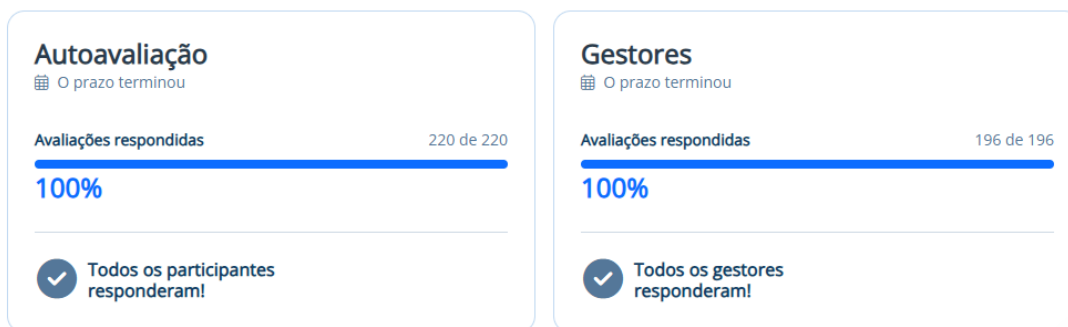 Autoavaliação
O prazo terminou
Avaliações respondidas 220 de 220
100%
Todos os participantes
responderam!
Gestores
O prazo terminou
Avaliações respondidas 196 de 196
100%
Todos os gestores
responderam!